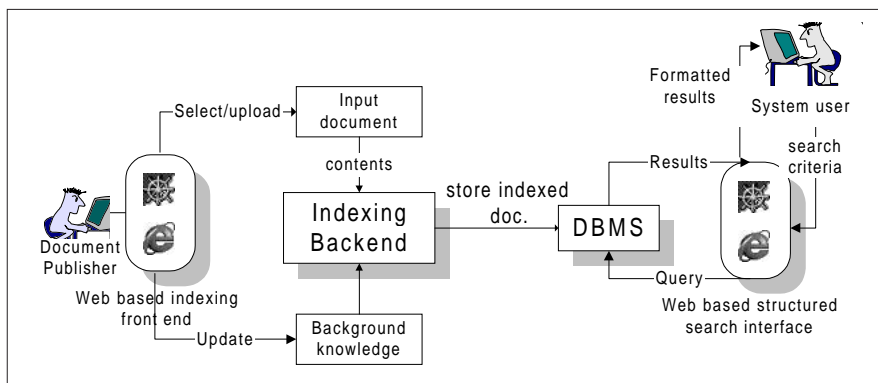 Select/upload
Input
document
contents
Document
Publisher
Web based indexing
front end
Update
Background
knowledge
Indexing
Backend
store indexed
doc.
DBMS
Results
Query
Formatted
results
System user
search
criteria
Web based structured
search interface